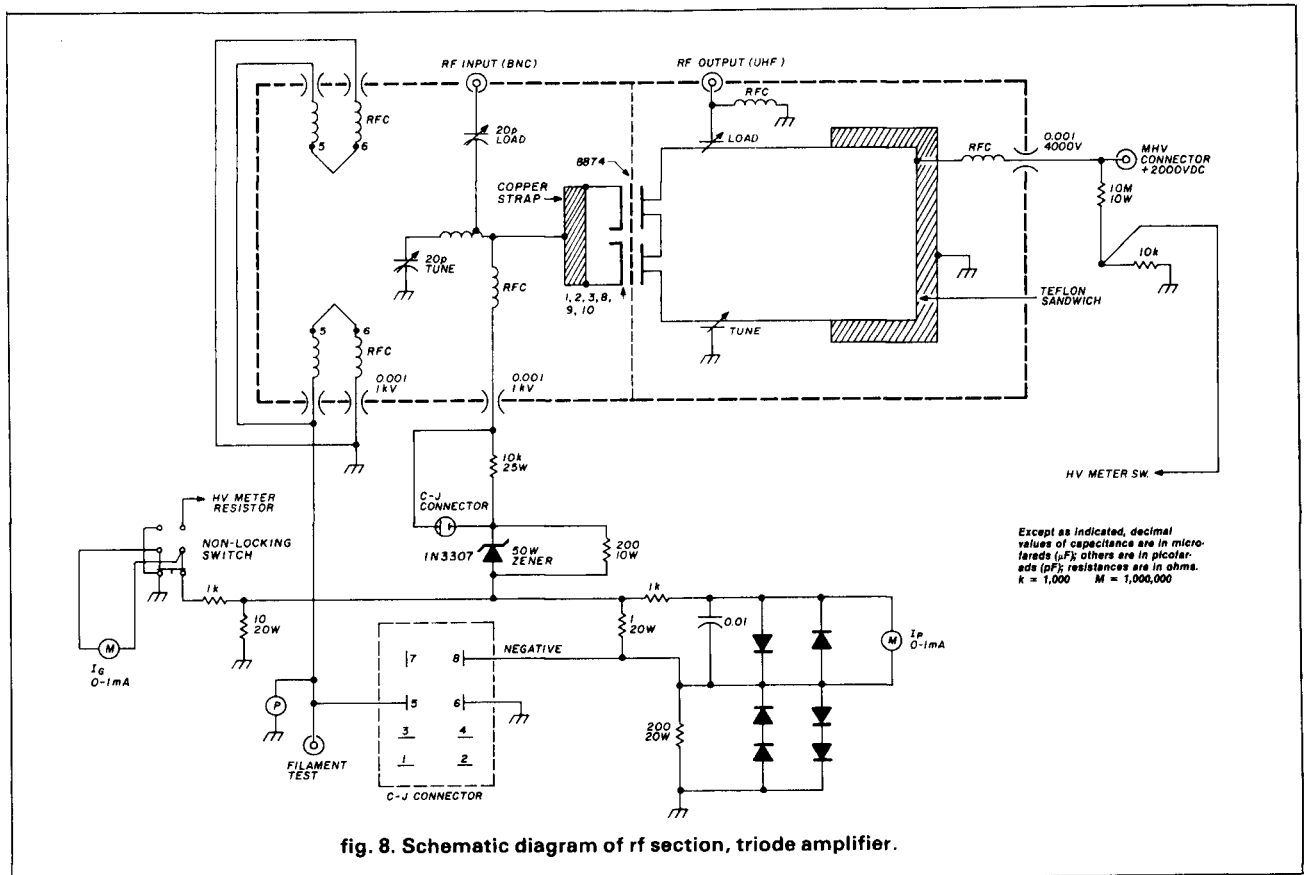 RF INPUT (BNC)
RF OUTPUT (UHF)
RFC
RFC
5
6
20p
LOAD
LOAD
8874
RFC
0.001
4000V
MHV
CONNECTOR
+2000VDC
COPPER
STRAP
10M
10W
20p
TUNE
10k
RFC
1, 2, 3, 8,
9, 10
TEFLON
SANDWICH
TUNE
5
6
RFC
0.001
1kV
0.001
1kV
10k
25W
HV METER SW.
HV METER
RESISTOR
C-J
CONNECTOR
NON-LOCKING
SWITCH
1N3307
50W
ZENER
200
10W
Except as indicated, decimal
values of capacitance are in micro-
farads (μF); others are in picofar-
ads (pF); resistances are in ohms.
k = 1,000 M = 1,000,000
1k
1k
10
20W
1
20W
0.01
M
IP
0-1mA
M
IG
0-1mA
7
8
NEGATIVE
P
5
6
3
4
200
20W
1
2
FILAMENT
TEST
C-J CONNECTOR
fig. 8. Schematic diagram of rf section, triode amplifier.